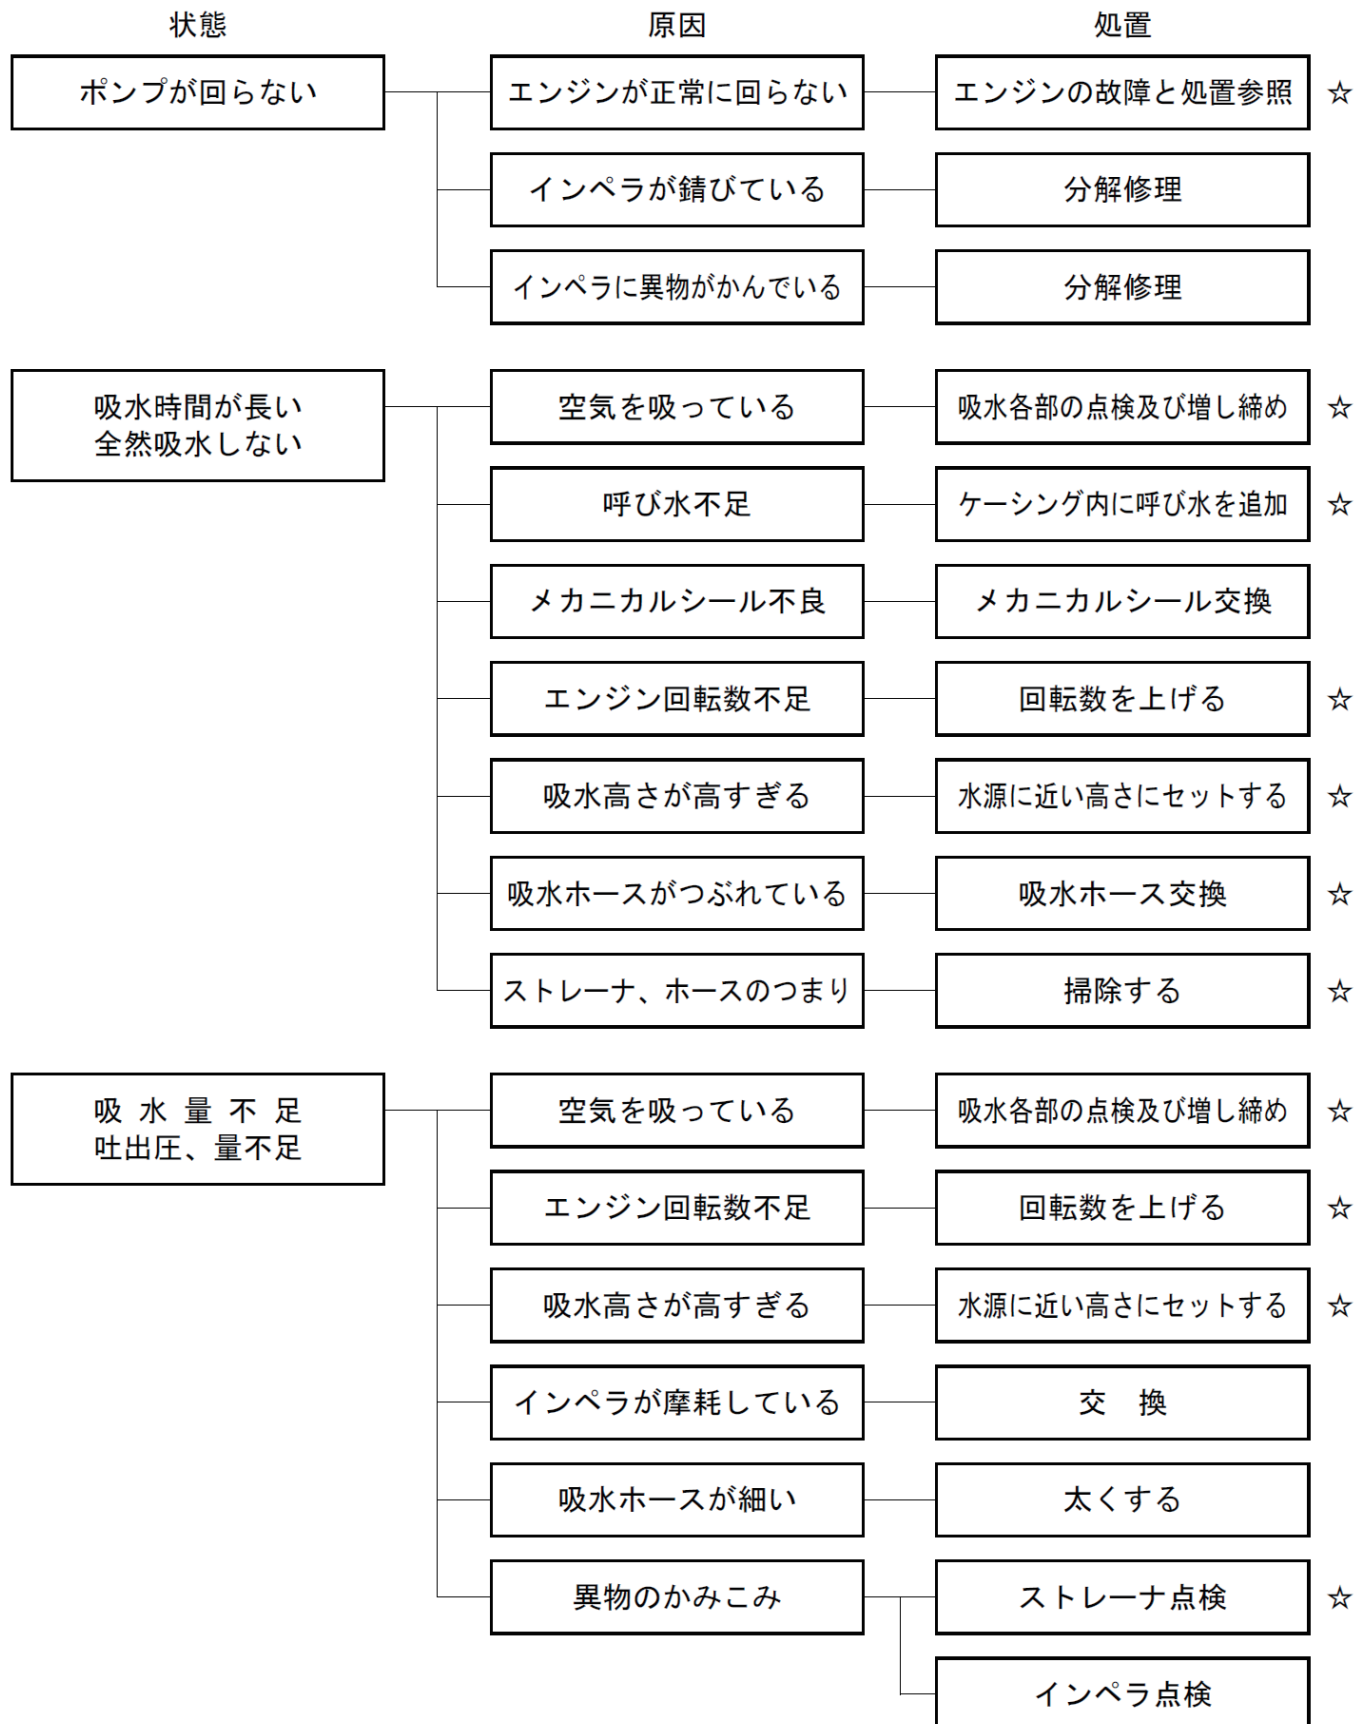 状態 原因 処置
ポンプが回らない エンジンが正常に回らない エンジンの故障と処置参照 ☆
インペラが錆びている 分解修理
インペラに異物がかんでいる 分解修理
吸水時間が長い 空気を吸っている 吸水各部の点検及び増し締め ☆
全然吸水しない
呼び水不足 ケーシング内に呼び水を追加 ☆
メカニカルシール不良 メカニカルシール交換
エンジン回転数不足 回転数を上げる ☆
吸水高さが高すぎる 水源に近い高さにセットする ☆
吸水ホースがつぶれている 吸水ホース交換 ☆
ストレーナ、ホースのつまり 掃除する ☆
吸水量不足 空気を吸っている 吸水各部の点検及び増し締め ☆
吐出圧、量不足
エンジン回転数不足 回転数を上げる ☆
吸水高さが高すぎる 水源に近い高さにセットする ☆
インペラが摩耗している 交 換
吸水ホースが細い 太くする
異物のかみこみ ストレーナ点検 ☆
インペラ点検